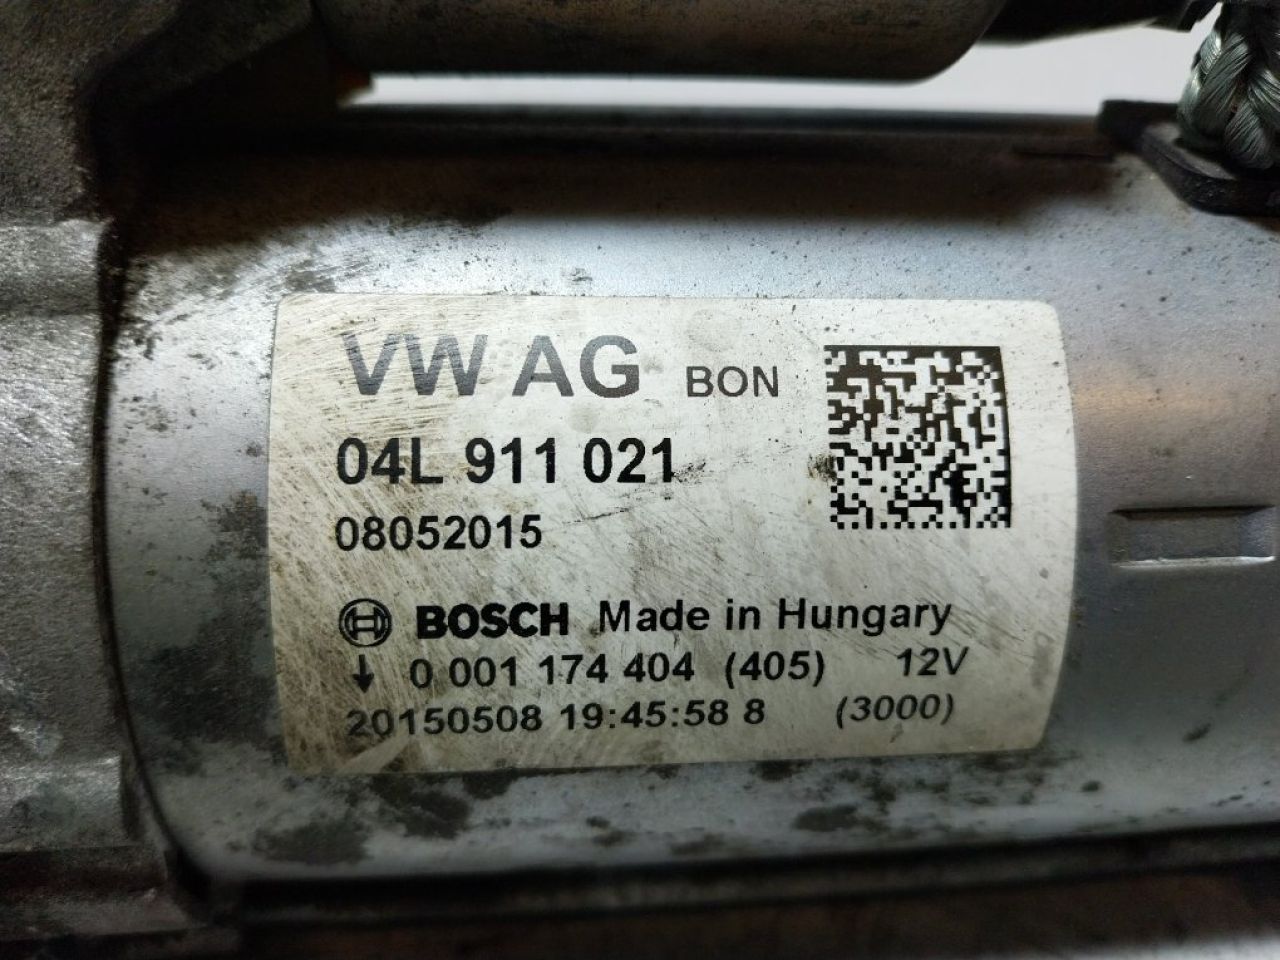 VW AG BON
04L 911 021
08052015
BOSCH Made in Hungary
↓ 0 001 174 404 (405) 12V
20150508 19:45:58 8 (3000)